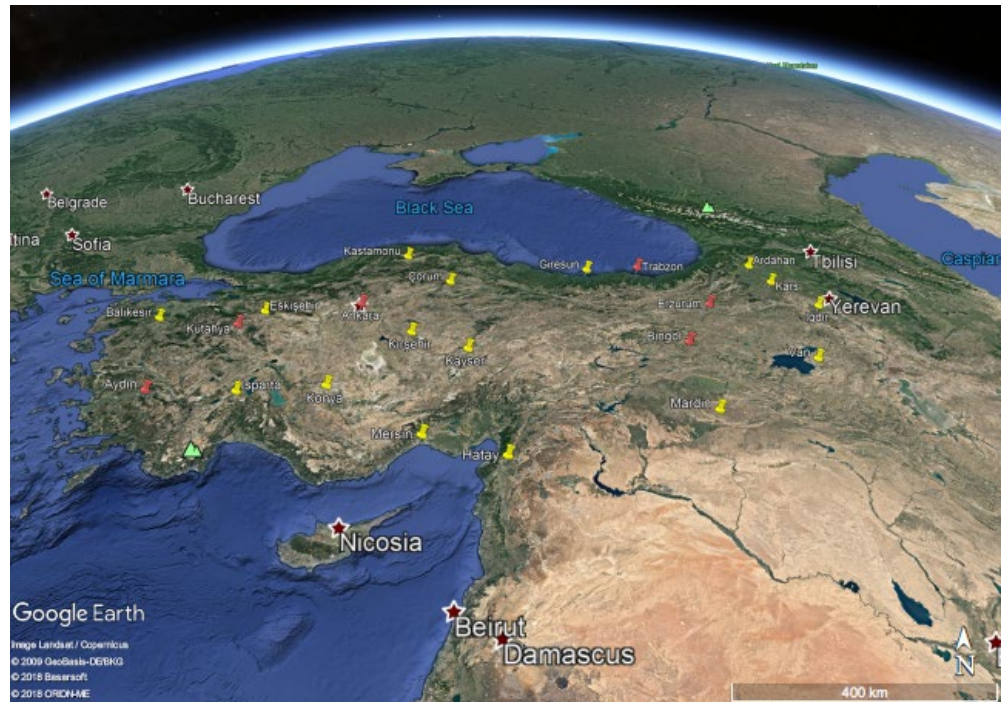 Belgrade
Bucharest
ština
Sofia
Black Sea
Sea of Marmara
Kastamonu
Çorum
Giresun
Trabzon
Ardahan
Tbilisi
Caspian
Kars
Balıkesir
Kütahya
Eskişehir
Ankara
Erzurum
Iğdır
Yerevan
Kırşehir
Kayseri
Bingöl
Van
Aydın
Isparta
Konya
Mardin
Mersin
Hatay
Nicosia
Google Earth
Beirut
Damascus
Image Landsat / Copernicus
© 2009 GeoBasis-DE/BKG
© 2018 Basarsoft
© 2018 ORION-ME
N
400 km